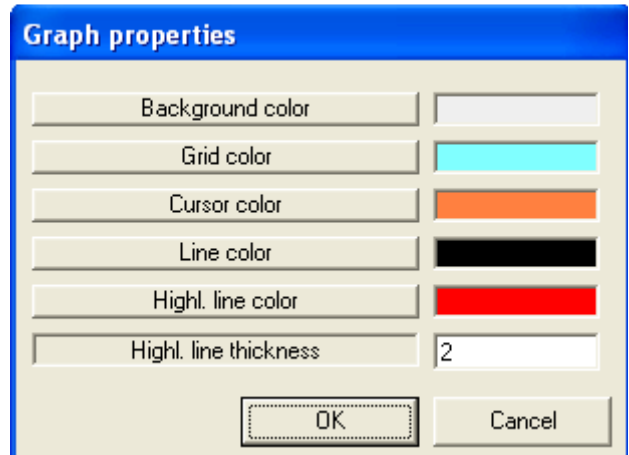 Graph properties
Background color
Grid color
Cursor color
Line color
Highl. line color
Highl. line thickness 2
OK Cancel